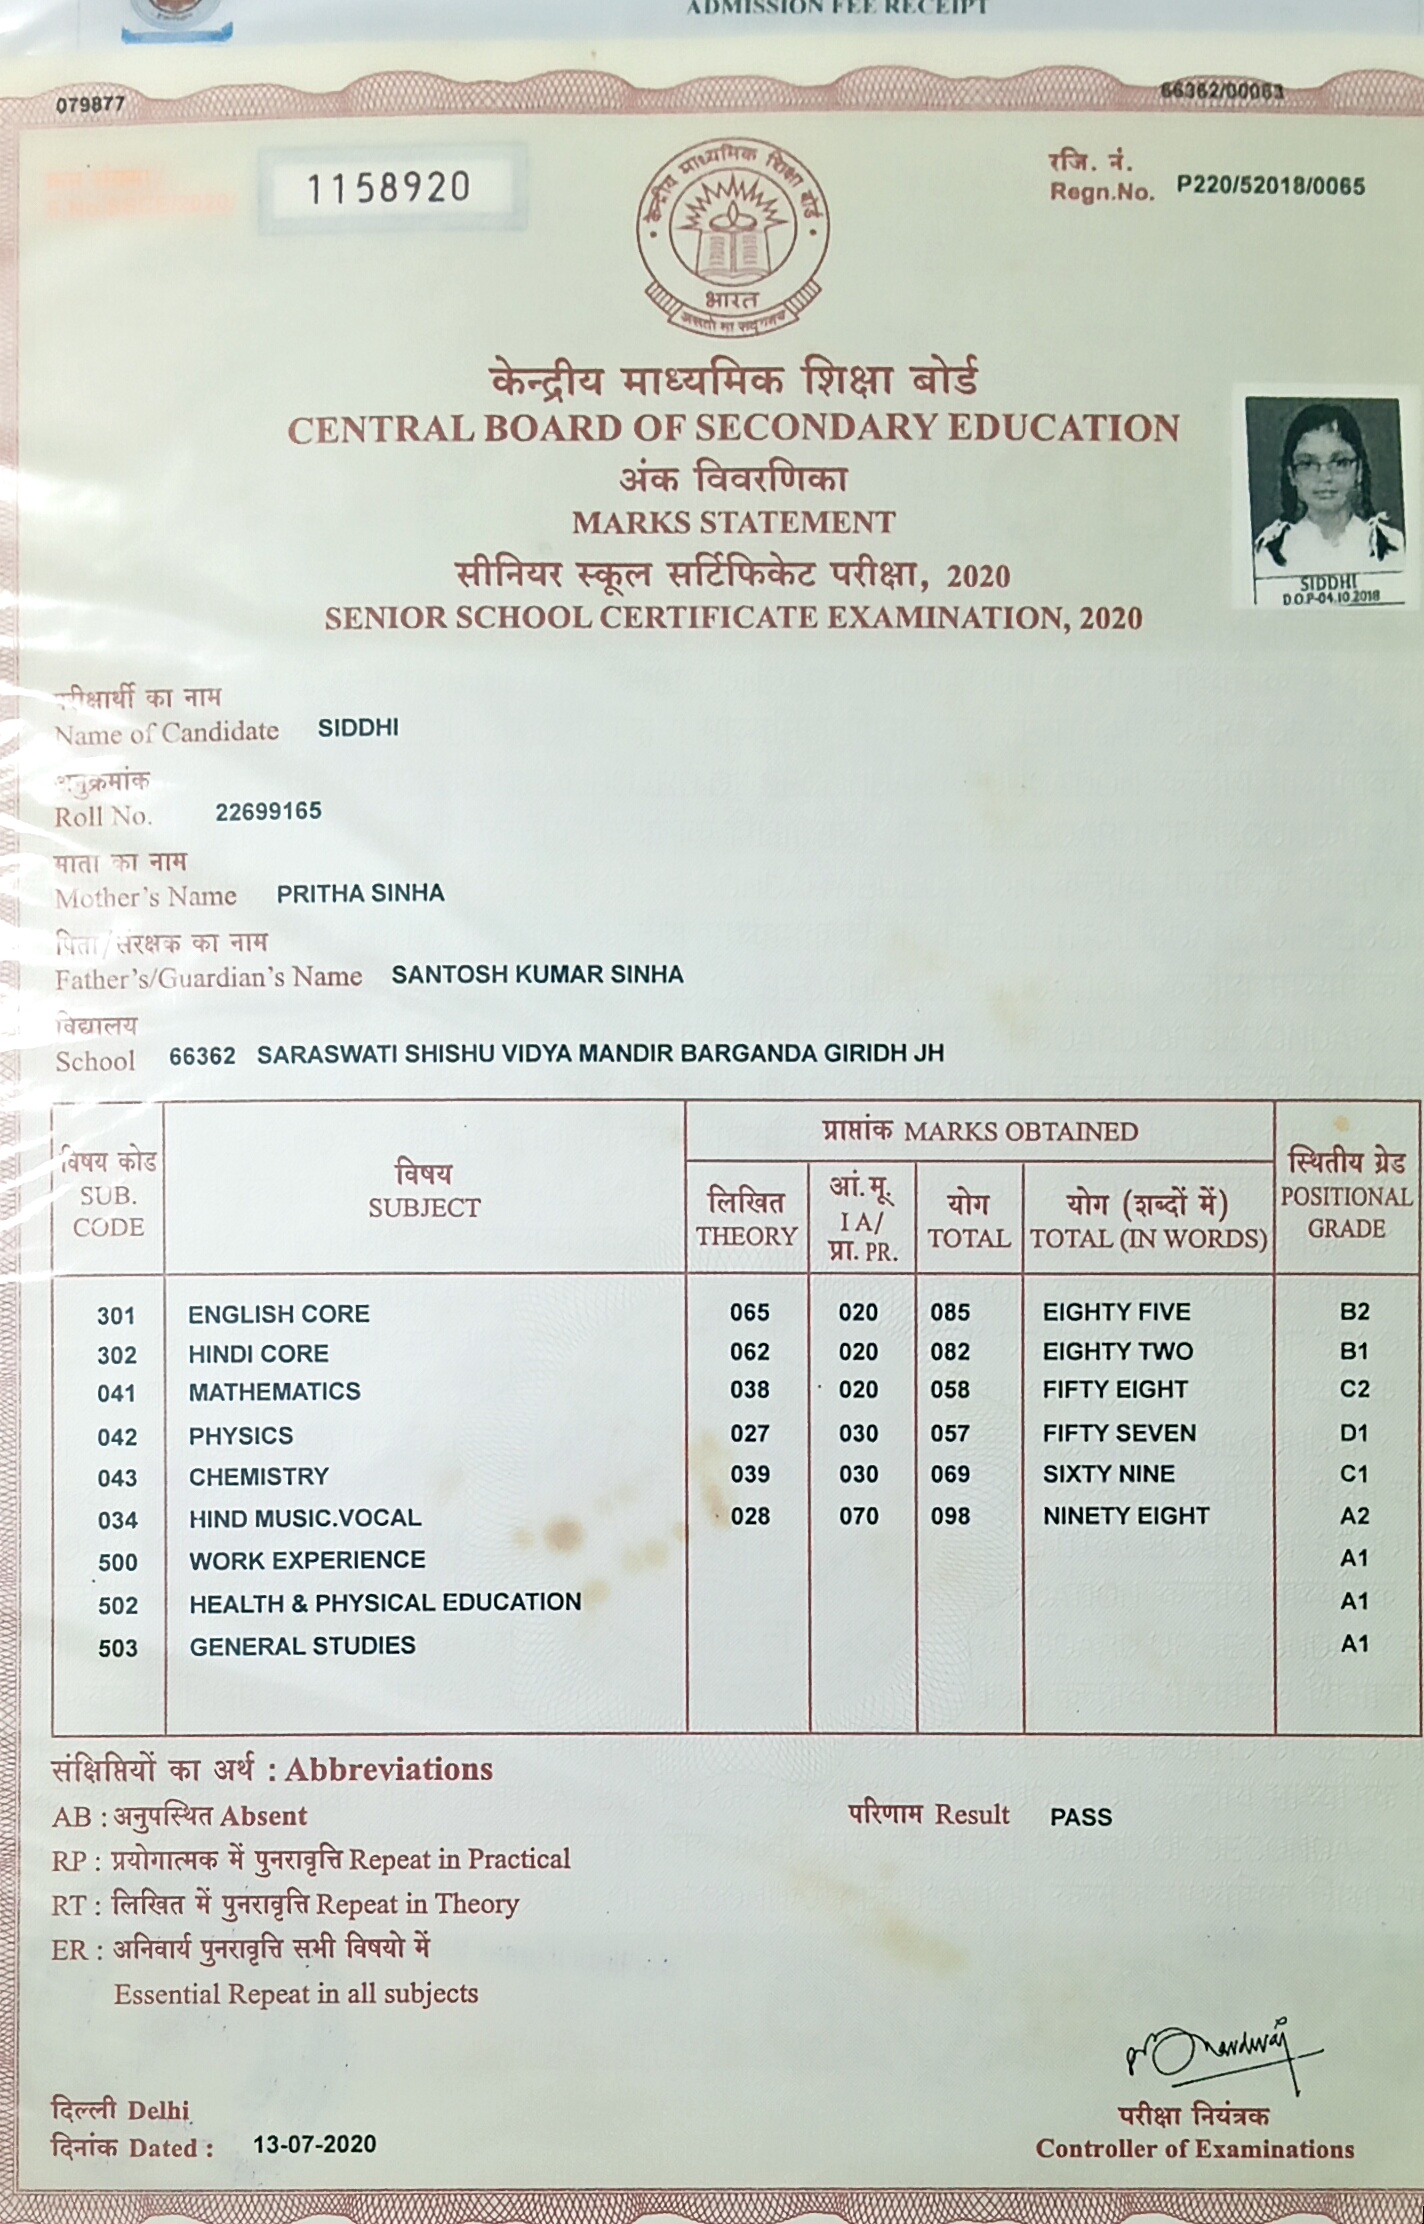 ADMISSION FEE RECEIPT
079877
66362/00063
1158920
रजि. नं.
Regn.No. P220/52018/0065
केन्द्रीय माध्यमिक शिक्षा बोर्ड
भारत
असतो मा सद्गमय
केन्द्रीय माध्यमिक शिक्षा बोर्ड
CENTRAL BOARD OF SECONDARY EDUCATION
अंक विवरणिका
MARKS STATEMENT
सीनियर स्कूल सर्टिफिकेट परीक्षा, 2020
SENIOR SCHOOL CERTIFICATE EXAMINATION, 2020
SIDDHI
D.O.P-04.10.2018
परीक्षार्थी का नाम
Name of Candidate SIDDHI
अनुक्रमांक
Roll No. 22699165
माता का नाम
Mother's Name PRITHA SINHA
पिता/संरक्षक का नाम
Father's/Guardian's Name SANTOSH KUMAR SINHA
विद्यालय
School 66362 SARASWATI SHISHU VIDYA MANDIR BARGANDA GIRIDH JH
विषय कोड SUB. CODE विषय SUBJECT प्राप्तांक MARKS OBTAINED स्थितीय ग्रेड POSITIONAL GRADE
लिखित THEORY आं.मू. I A/ प्रा. PR. योग TOTAL योग (शब्दों में) TOTAL (IN WORDS)
301 ENGLISH CORE 065 020 085 EIGHTY FIVE B2
302 HINDI CORE 062 020 082 EIGHTY TWO B1
041 MATHEMATICS 038 020 058 FIFTY EIGHT C2
042 PHYSICS 027 030 057 FIFTY SEVEN D1
043 CHEMISTRY 039 030 069 SIXTY NINE C1
034 HIND MUSIC.VOCAL 028 070 098 NINETY EIGHT A2
500 WORK EXPERIENCE A1
502 HEALTH & PHYSICAL EDUCATION A1
503 GENERAL STUDIES A1
संक्षिप्तियों का अर्थ : Abbreviations
AB : अनुपस्थित Absent
परिणाम Result PASS
RP : प्रयोगात्मक में पुनरावृत्ति Repeat in Practical
RT : लिखित में पुनरावृत्ति Repeat in Theory
ER : अनिवार्य पुनरावृत्ति सभी विषयो में
Essential Repeat in all subjects
दिल्ली Delhi
दिनांक Dated : 13-07-2020
परीक्षा नियंत्रक
Controller of Examinations